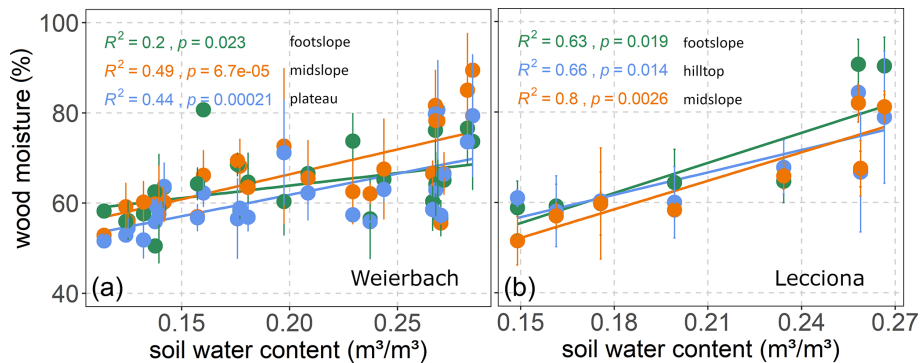 wood moisture (%)
100
80
60
40
R² = 0.2 , p = 0.023 footslope
R² = 0.49 , p = 6.7e-05 midslope
R² = 0.44 , p = 0.00021 plateau
(a)
Weierbach
0.15 0.20 0.25
soil water content (m³/m³)
R² = 0.63 , p = 0.019 footslope
R² = 0.66 , p = 0.014 hilltop
R² = 0.8 , p = 0.0026 midslope
(b)
Lecciona
0.15 0.18 0.21 0.24 0.27
soil water content (m³/m³)